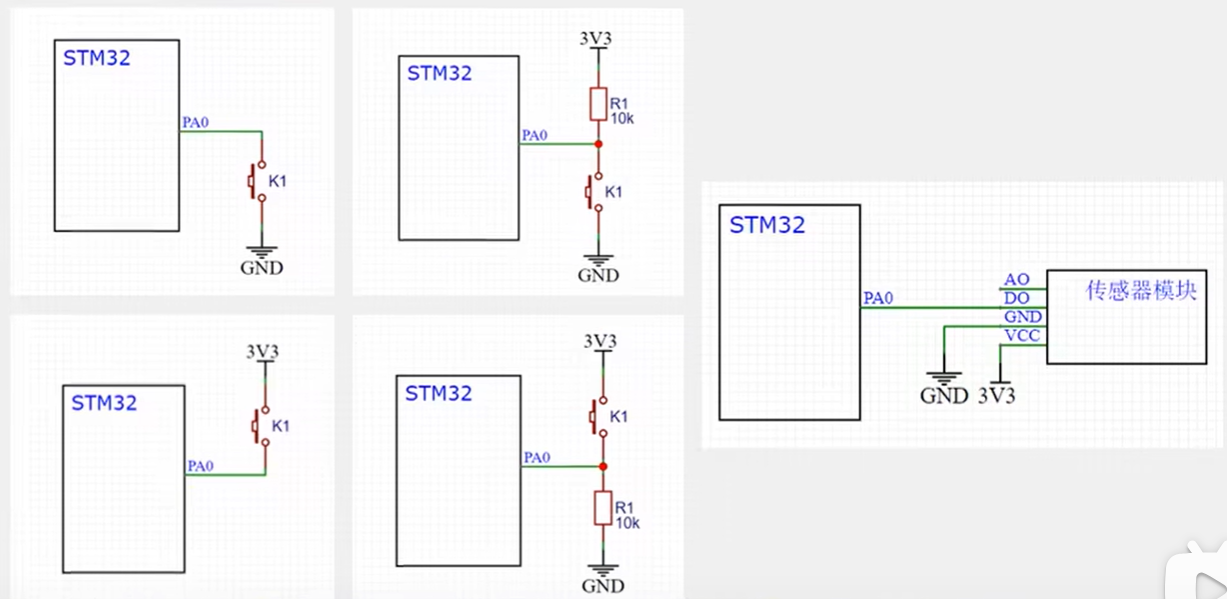 STM32
PA0
K1
GND
3V3
STM32
R1
10k
PA0
K1
GND
3V3
STM32
K1
PA0
3V3
STM32
K1
PA0
R1
10k
GND
STM32
AO
传感器模块
PA0
DO
GND
VCC
GND 3V3